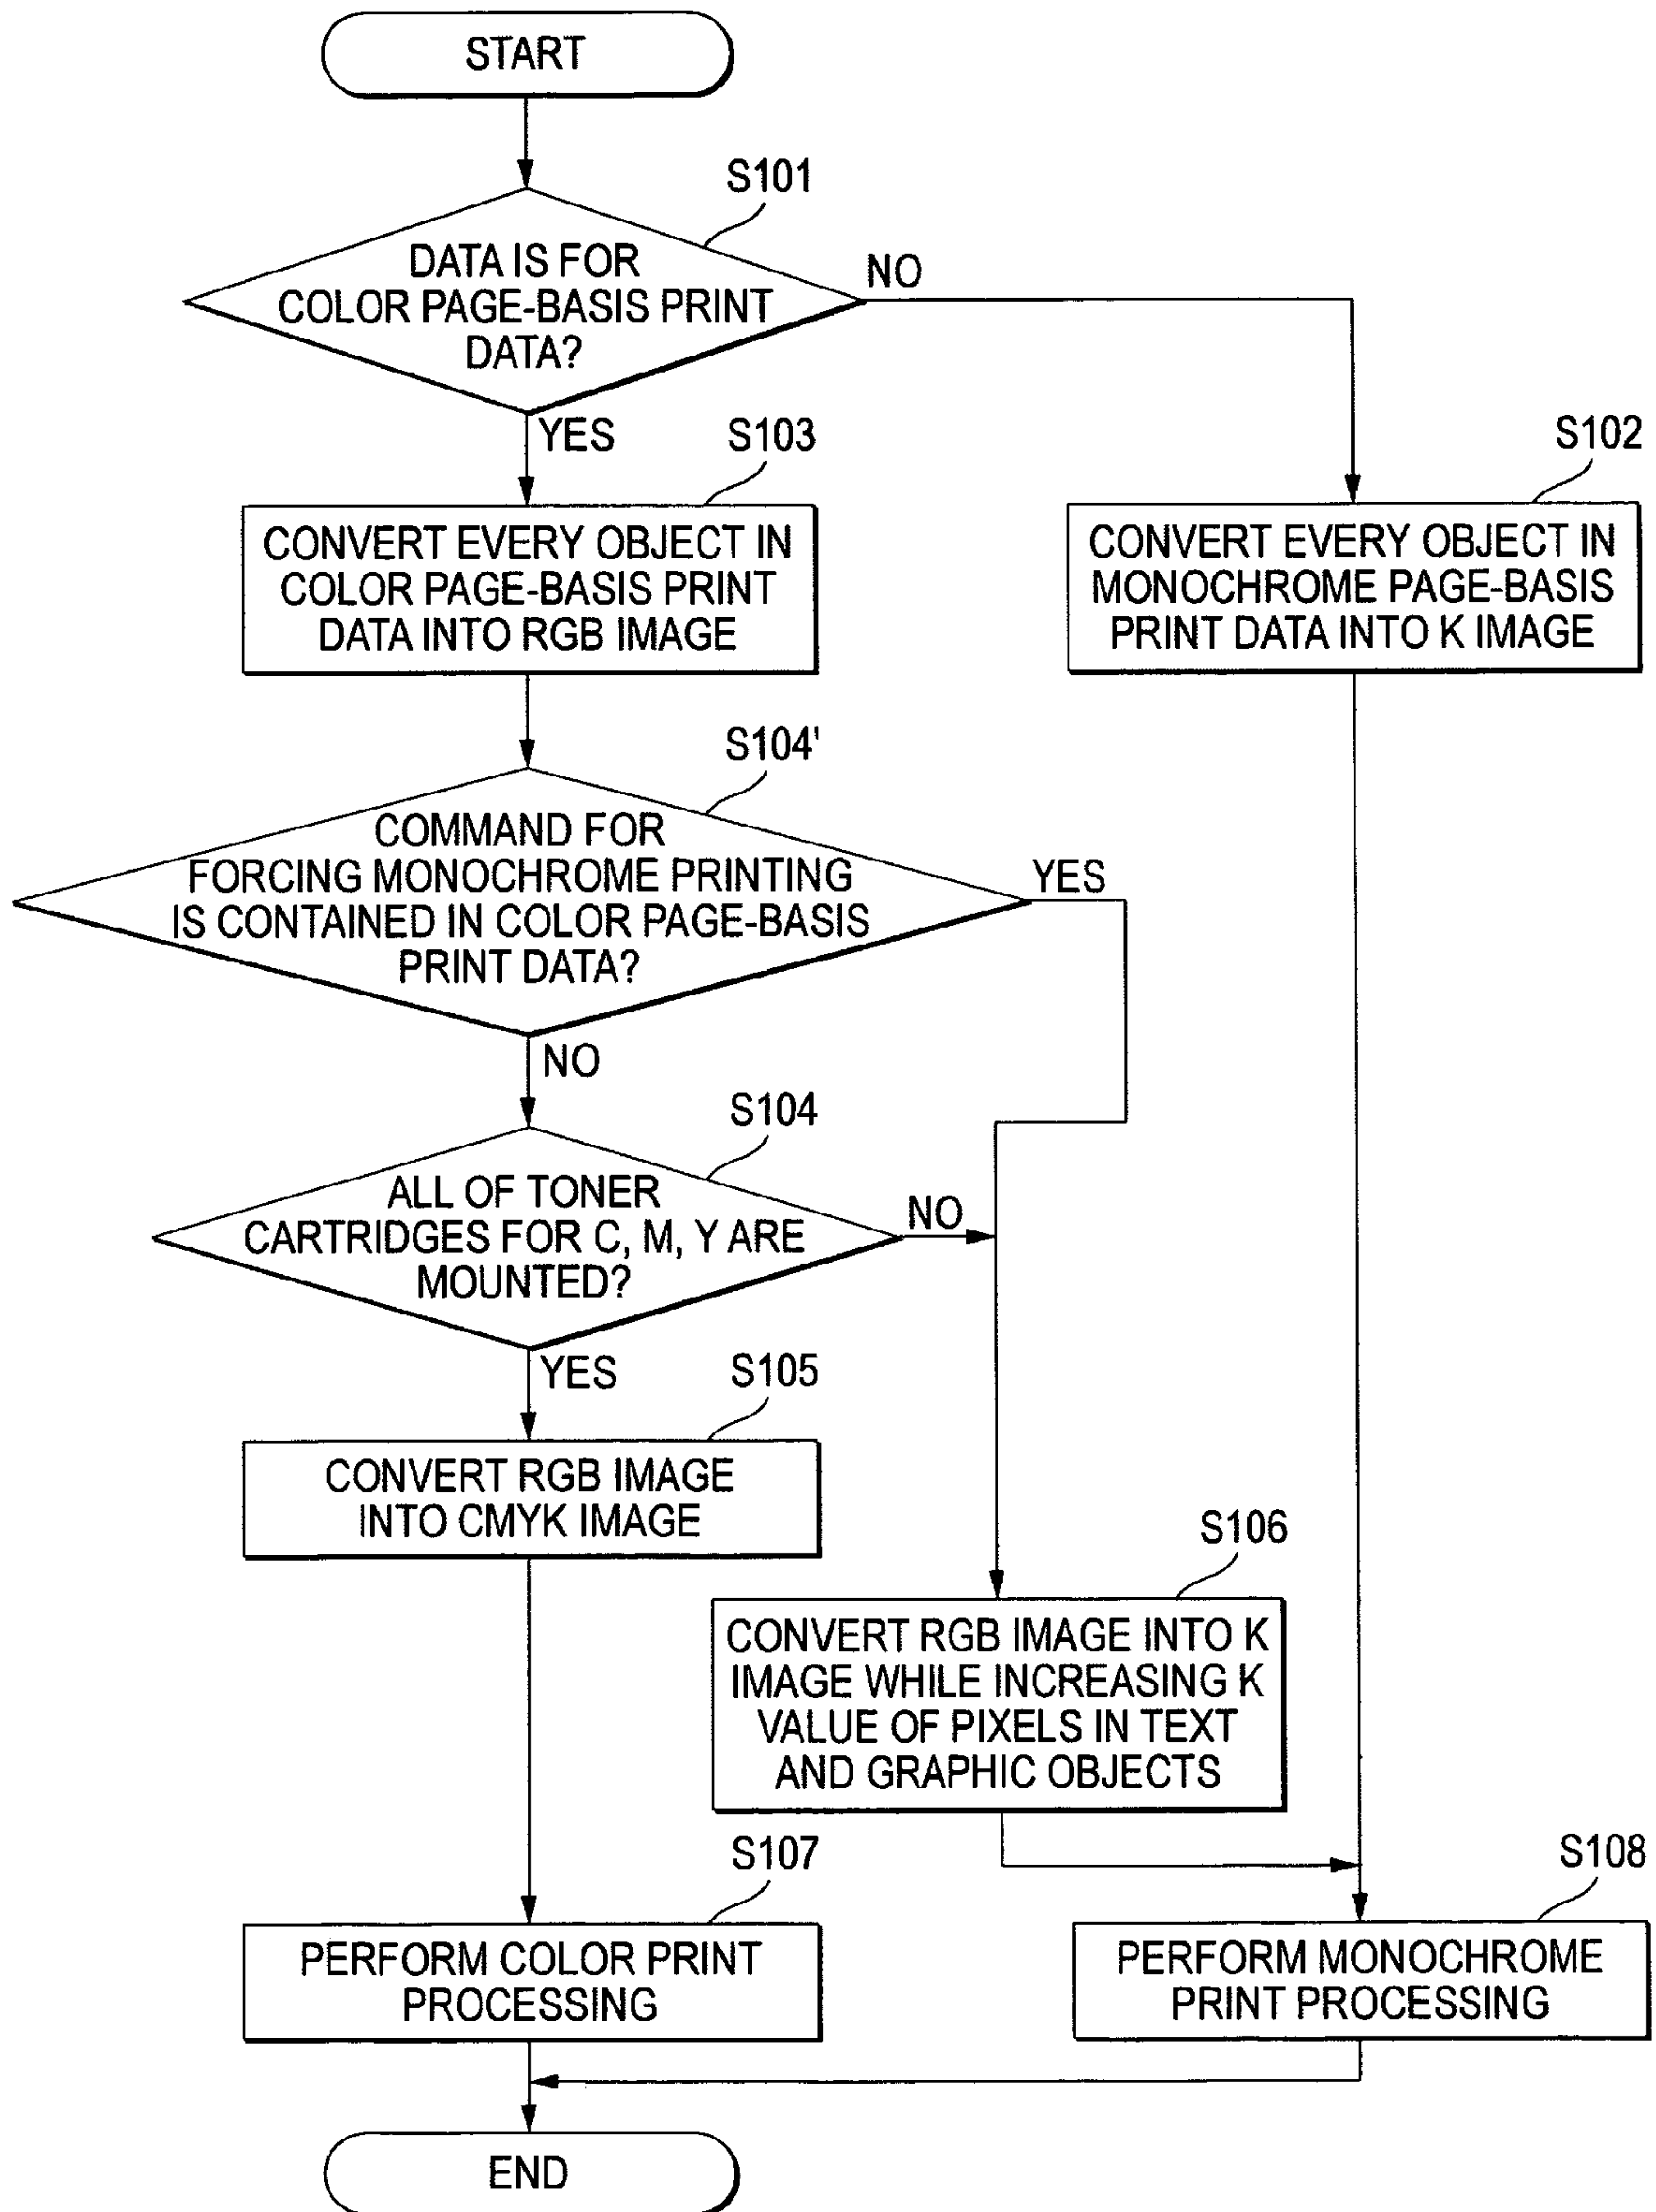 START
S101
DATA IS FOR
COLOR PAGE-BASIS PRINT
DATA?
NO
YES
S103
S102
CONVERT EVERY OBJECT IN
COLOR PAGE-BASIS PRINT
DATA INTO RGB IMAGE
CONVERT EVERY OBJECT IN
MONOCHROME PAGE-BASIS
PRINT DATA INTO K IMAGE
S104'
COMMAND FOR
FORCING MONOCHROME PRINTING
IS CONTAINED IN COLOR PAGE-BASIS
PRINT DATA?
YES
NO
S104
ALL OF TONER
CARTRIDGES FOR C, M, Y ARE
MOUNTED?
NO
YES
S105
CONVERT RGB IMAGE
INTO CMYK IMAGE
S106
CONVERT RGB IMAGE INTO K
IMAGE WHILE INCREASING K
VALUE OF PIXELS IN TEXT
AND GRAPHIC OBJECTS
S107
S108
PERFORM COLOR PRINT
PROCESSING
PERFORM MONOCHROME
PRINT PROCESSING
END